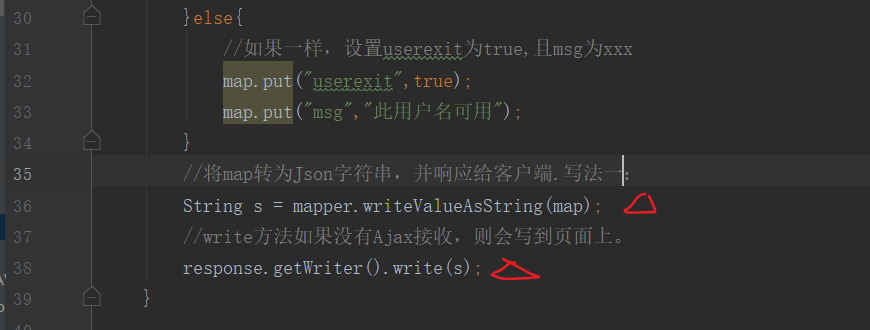 30 }else{
31 //如果一样，设置userexit为true,且msg为xxx
32 map.put("userexit",true);
33 map.put("msg","此用户名可用");
34 }
35 //将map转为Json字符串，并响应给客户端.写法一：
36 String s = mapper.writeValueAsString(map);
37 //write方法如果没有Ajax接收，则会写到页面上。
38 response.getWriter().write(s);
39 }